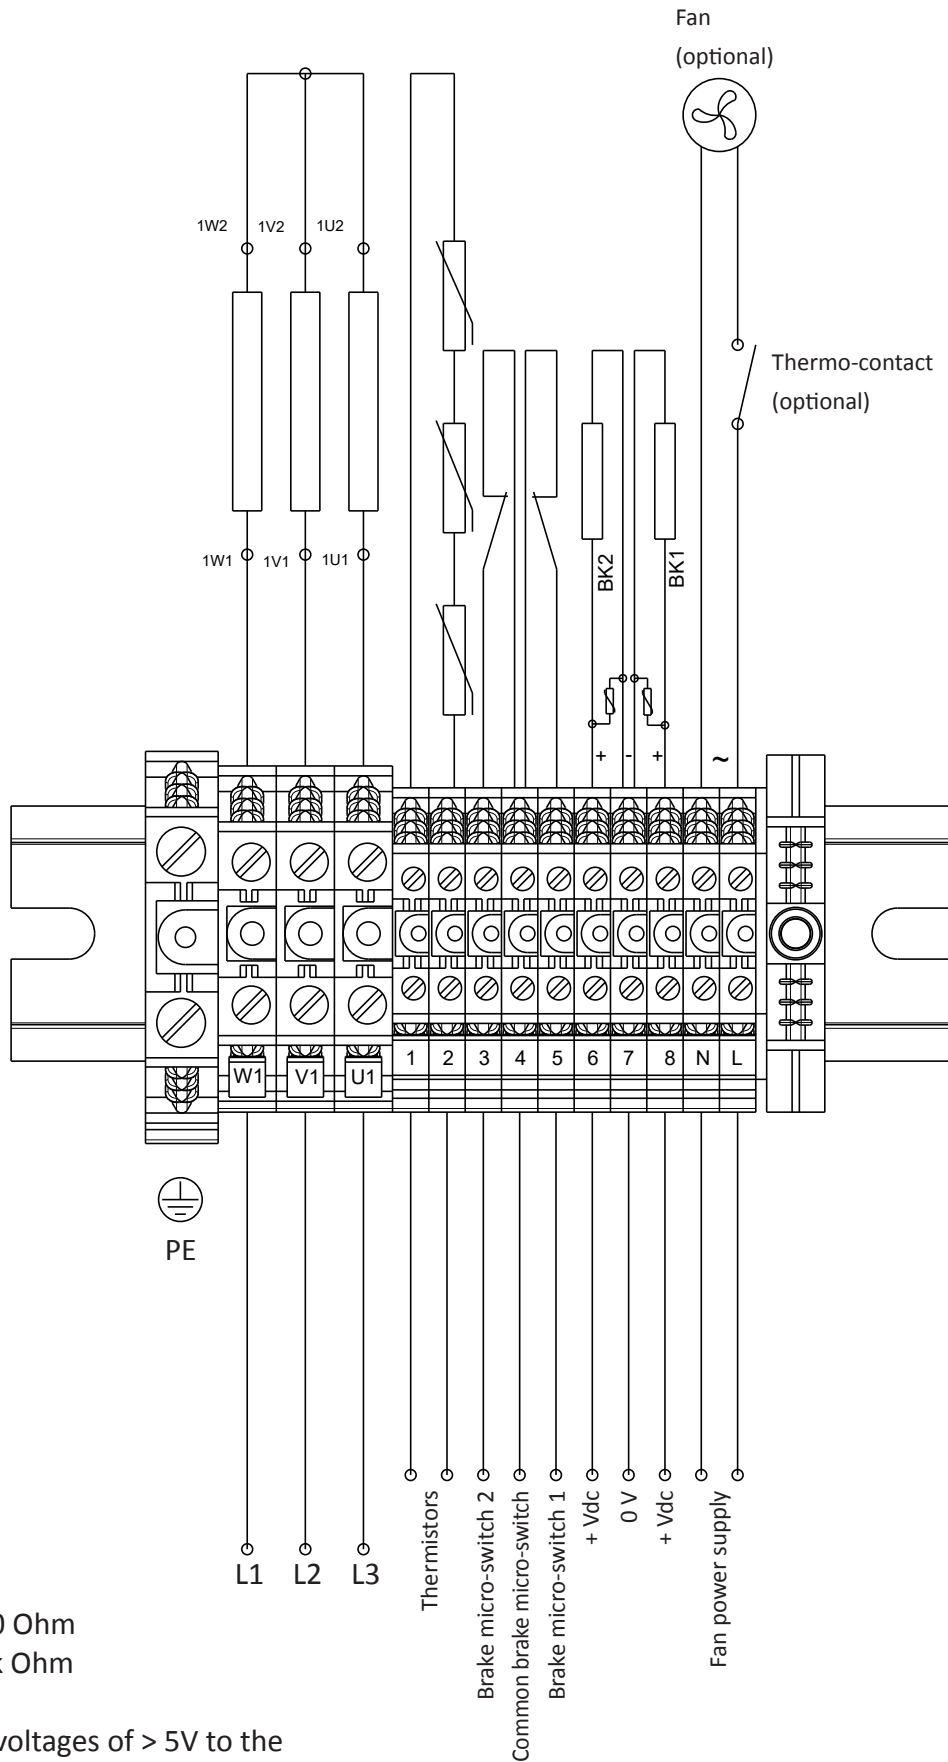 Fan
(optional)
1W2
1V2
1U2
Thermo-contact
(optional)
1W1
1V1
1U1
BK2
BK1
+
-
+
~
W1
V1
U1
1
2
3
4
5
6
7
8
N
L
PE
L1
L2
L3
Thermistors
Brake micro-switch 2
Common brake micro-switch
Brake micro-switch 1
+ Vdc
0 V
+ Vdc
Fan power supply
Ohm
Ohm
voltages of > 5V to the